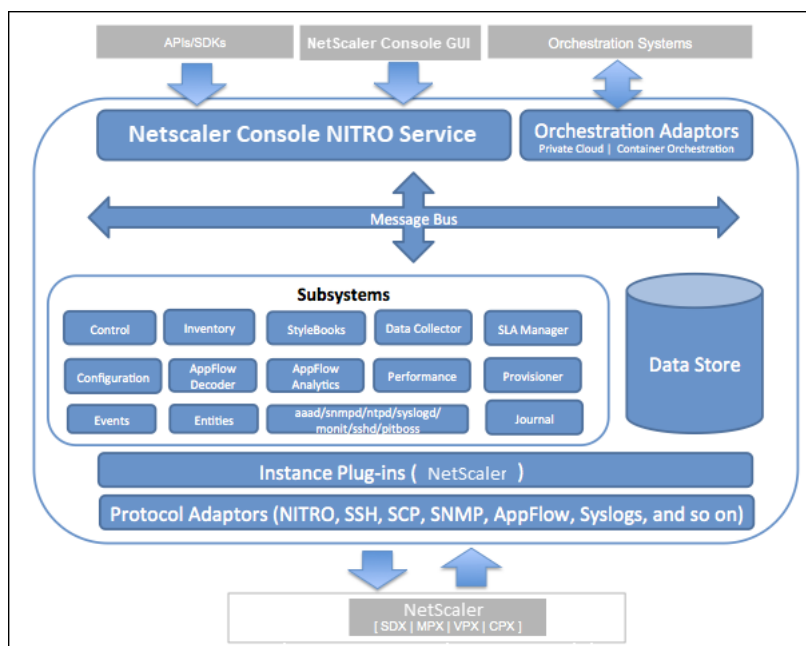 APIs/SDKs
NetScaler Console GUI
Orchestration Systems
Netscaler Console NITRO Service
Orchestration Adaptors
Private Cloud | Container Orchestration
Message Bus
Subsystems
Control
Inventory
StyleBooks
Data Collector
SLA Manager
Configuration
AppFlow
Decoder
AppFlow
Analytics
Performance
Provisioner
Events
Entities
aaad/snmpd/ntpd/syslogd/
monit/sshd/pitboss
Journal
Data Store
Instance Plug-ins ( NetScaler )
Protocol Adaptors (NITRO, SSH, SCP, SNMP, AppFlow, Syslogs, and so on)
NetScaler
[ SDX | MPX | VPX | CPX ]